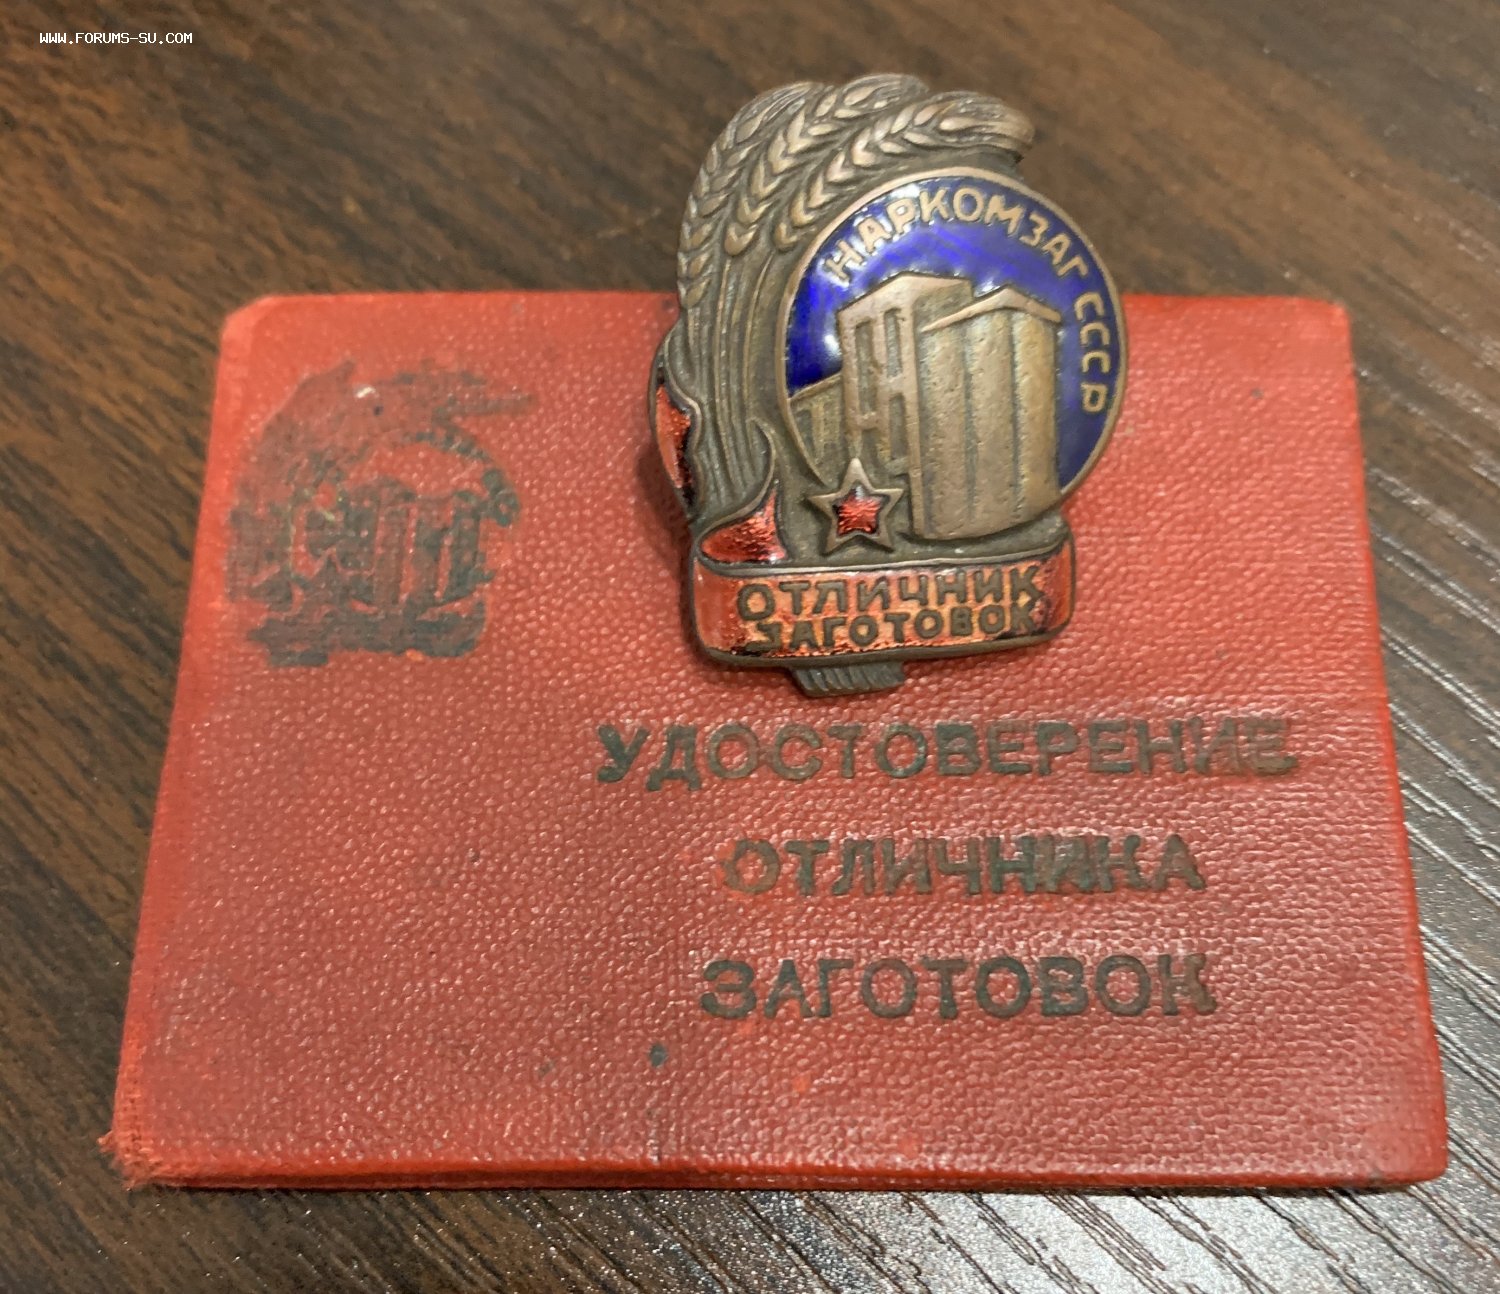 WWW.FORUMS-SU.COM
НАРКОМЗАГ СССР
ОТЛИЧНИК
ЗАГОТОВОК
УДОСТОВЕРЕНИЕ
ОТЛИЧНИКА
ЗАГОТОВОК